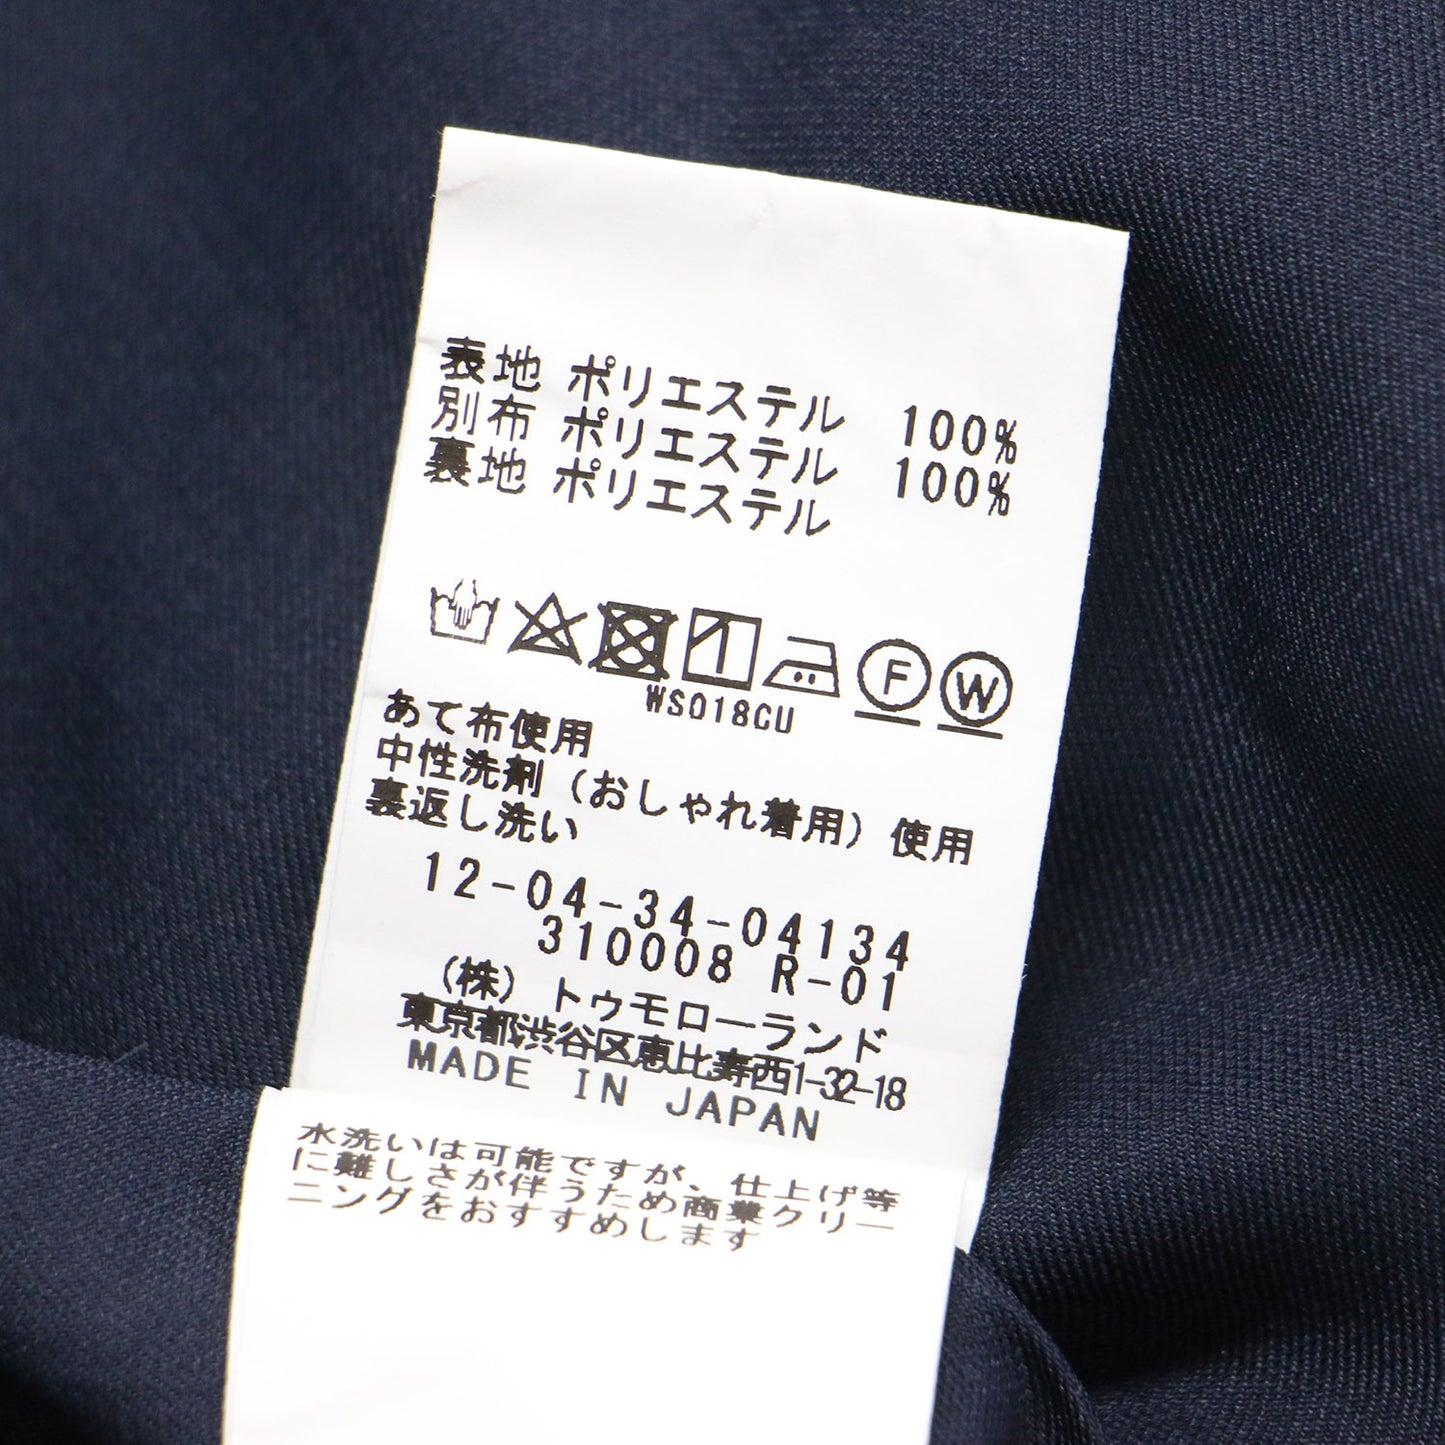 表地 ポリエステル 100%
別布 ポリエステル 100%
裏地 ポリエステル
F W
WS018CU
あて布使用
中性洗剤(おしゃれ着用)使用
裏返し洗い
12-04-34-04134
310008 R-01
(株) トゥモローランド
東京都渋谷区恵比寿西1-32-18
MADE IN JAPAN
水洗いは可能ですが、仕上げ等
に難しさが伴うため商業クリー
ニングをおすすめします